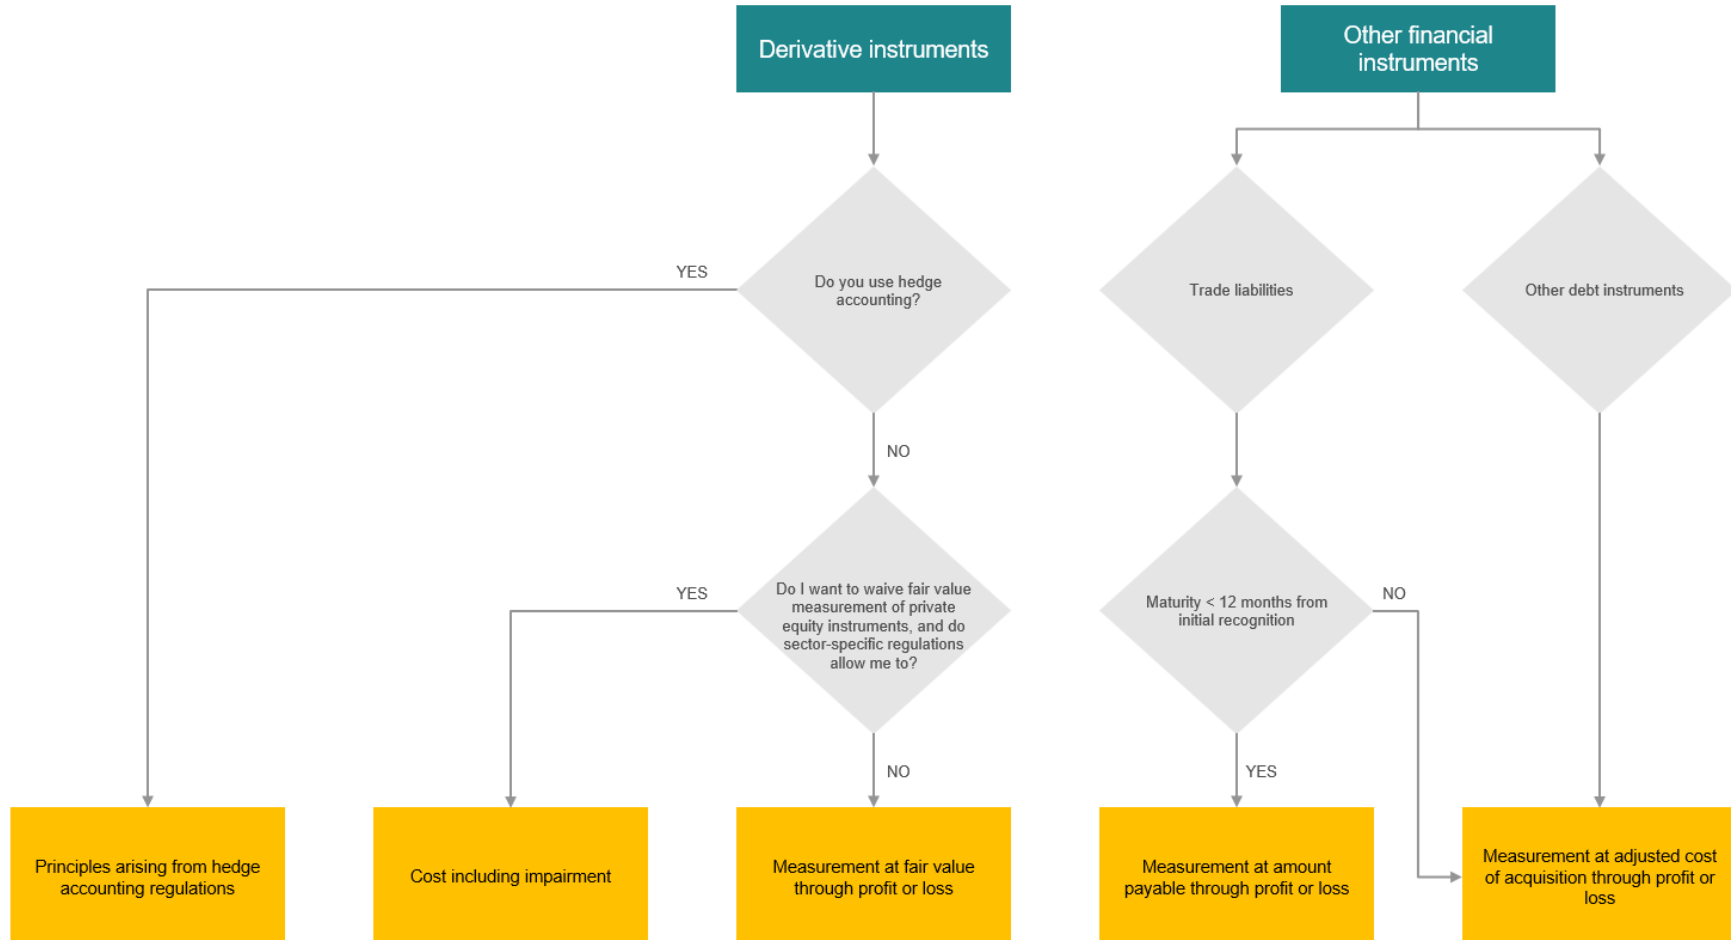 Derivative instruments
Other financial
instruments
Do you use hedge
accounting?
YES
NO
Trade liabilities
Other debt instruments
Do I want to waive fair value
measurement of private
equity instruments, and do
sector-specific regulations
allow me to?
YES
NO
Maturity < 12 months from
initial recognition
NO
YES
Principles arising from hedge
accounting regulations
Cost including impairment
Measurement at fair value
through profit or loss
Measurement at amount
payable through profit or loss
Measurement at adjusted cost
of acquisition through profit or
loss